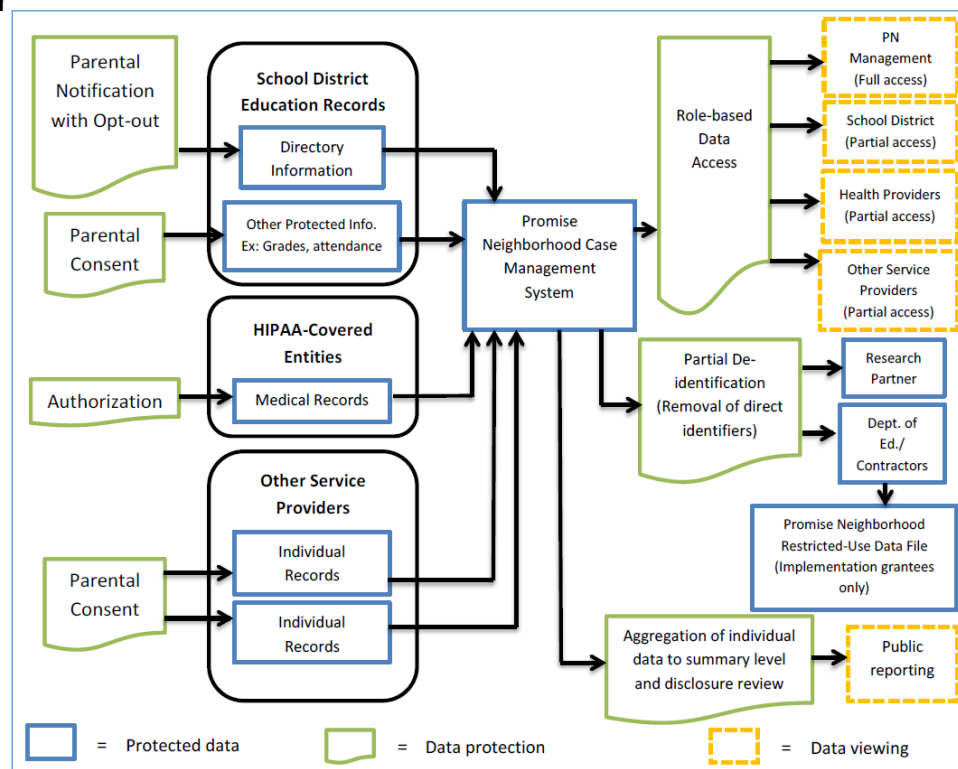 Parental
Notification
with Opt-out
School District
Education Records
Directory
Information
Parental
Consent
Other Protected Info.
Ex: Grades, attendance
HIPAA-Covered
Entities
Authorization
Medical Records
Other Service
Providers
Parental
Consent
Individual
Records
Individual
Records
Promise
Neighborhood Case
Management
System
Role-based
Data
Access
PN
Management
(Full access)
School District
(Partial access)
Health Providers
(Partial access)
Other Service
Providers
(Partial access)
Partial De-
identification
(Removal of direct
identifiers)
Research
Partner
Dept. of
Ed./
Contractors
Promise Neighborhood
Restricted-Use Data File
(Implementation grantees
only)
Aggregation of individual
data to summary level
and disclosure review
Public
reporting
= Protected data
= Data protection
= Data viewing